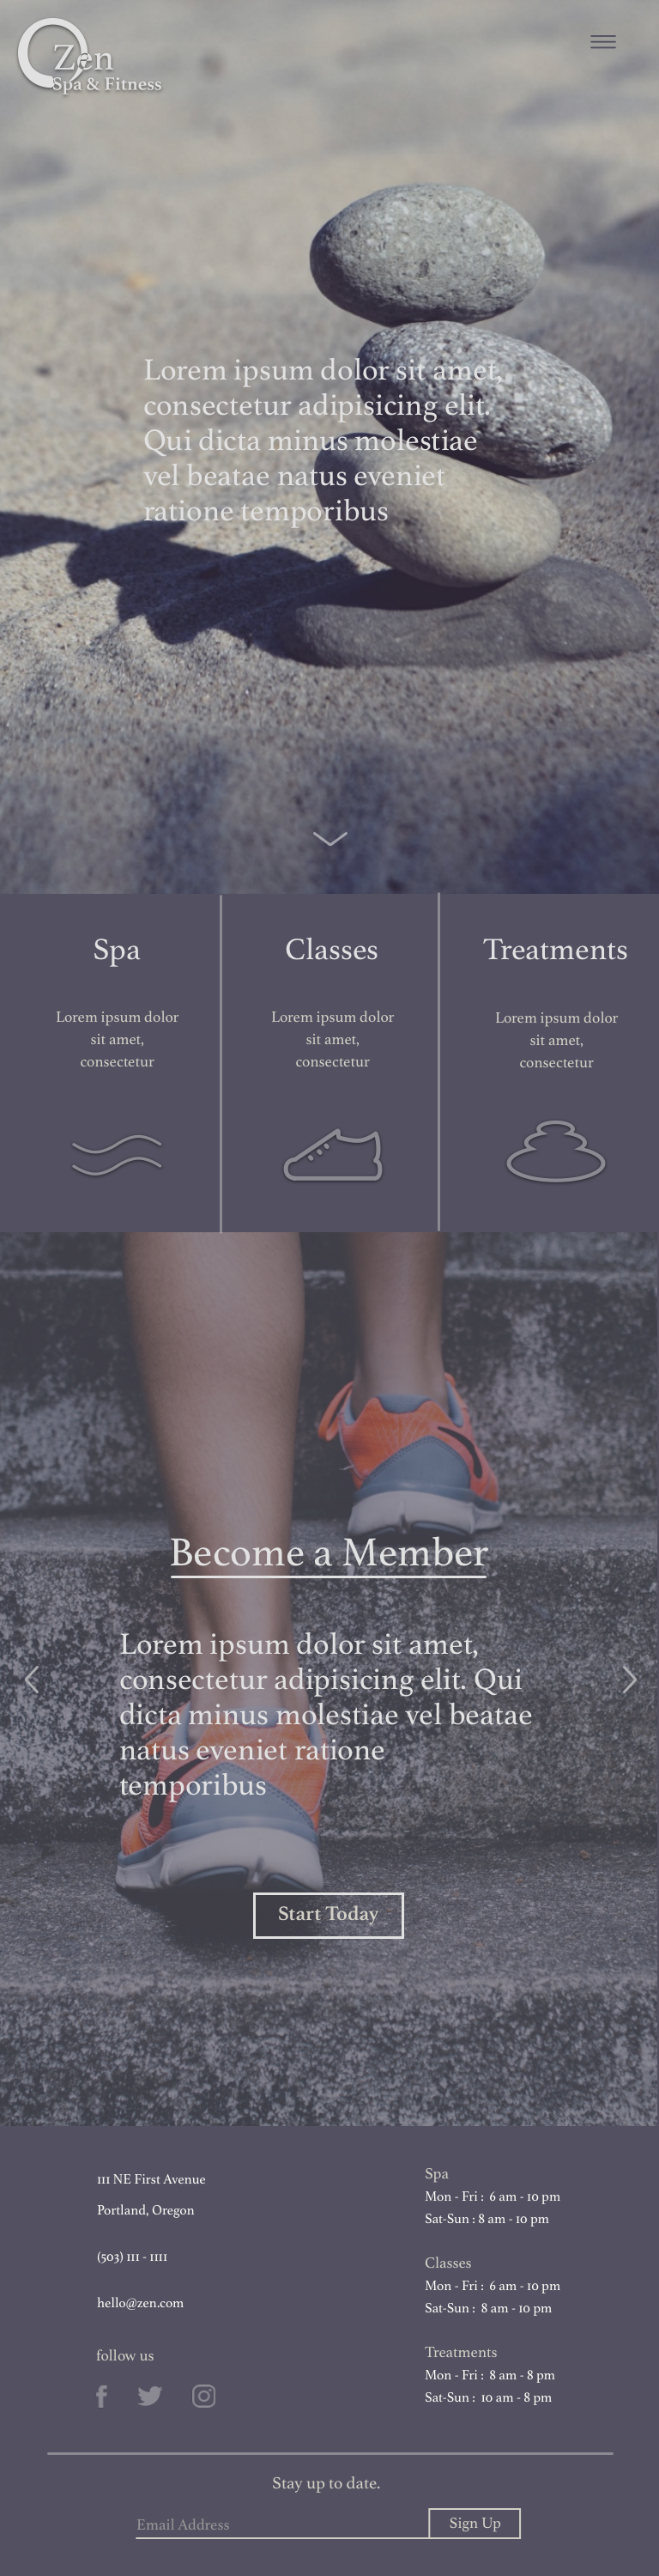 Zen
Spa & Fitness
Lorem ipsum dolor sit amet,
consectetur adipisicing elit.
Qui dicta minus molestiae
vel beatae natus eveniet
ratione temporibus
Spa
Lorem ipsum dolor
sit amet,
consectetur
Classes
Lorem ipsum dolor
sit amet,
consectetur
Treatments
Lorem ipsum dolor
sit amet,
consectetur
Become a Member
Lorem ipsum dolor sit amet,
consectetur adipisicing elit. Qui
dicta minus molestiae vel beatae
natus eveniet ratione
temporibus
Start Today
111 NE First Avenue
Portland, Oregon
(503) 111 - 1111
hello@zen.com
follow us
Spa
Mon - Fri : 6 am - 10 pm
Sat-Sun : 8 am - 10 pm
Classes
Mon - Fri : 6 am - 10 pm
Sat-Sun : 8 am - 10 pm
Treatments
Mon - Fri : 8 am - 8 pm
Sat-Sun : 10 am - 8 pm
Stay up to date.
Email Address
Sign Up